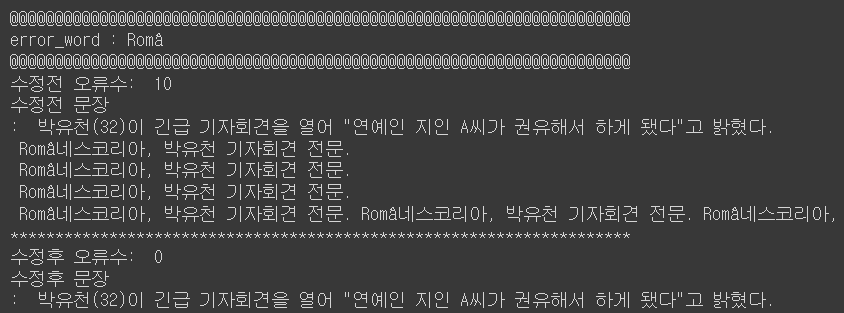 @@@@@@@@@@@@@@@@@@@@@@@@@@@@@@@@@@@@@@@@@@@@@@@@@@@@@@@@@@@@@@@@@@@@@
error_word : Româ
@@@@@@@@@@@@@@@@@@@@@@@@@@@@@@@@@@@@@@@@@@@@@@@@@@@@@@@@@@@@@@@@@@@@@
수정전 오류수:  10
수정전 문장
:  박유천(32)이 긴급 기자회견을 열어 "연예인 지인 A씨가 권유해서 하게 됐다"고 밝혔다.
Româ네스코리아, 박유천 기자회견 전문.
Româ네스코리아, 박유천 기자회견 전문.
Româ네스코리아, 박유천 기자회견 전문.
Româ네스코리아, 박유천 기자회견 전문. Româ네스코리아, 박유천 기자회견 전문. Româ네스코리아,
*********************************************************************
수정후 오류수:  0
수정후 문장
:  박유천(32)이 긴급 기자회견을 열어 "연예인 지인 A씨가 권유해서 하게 됐다"고 밝혔다.